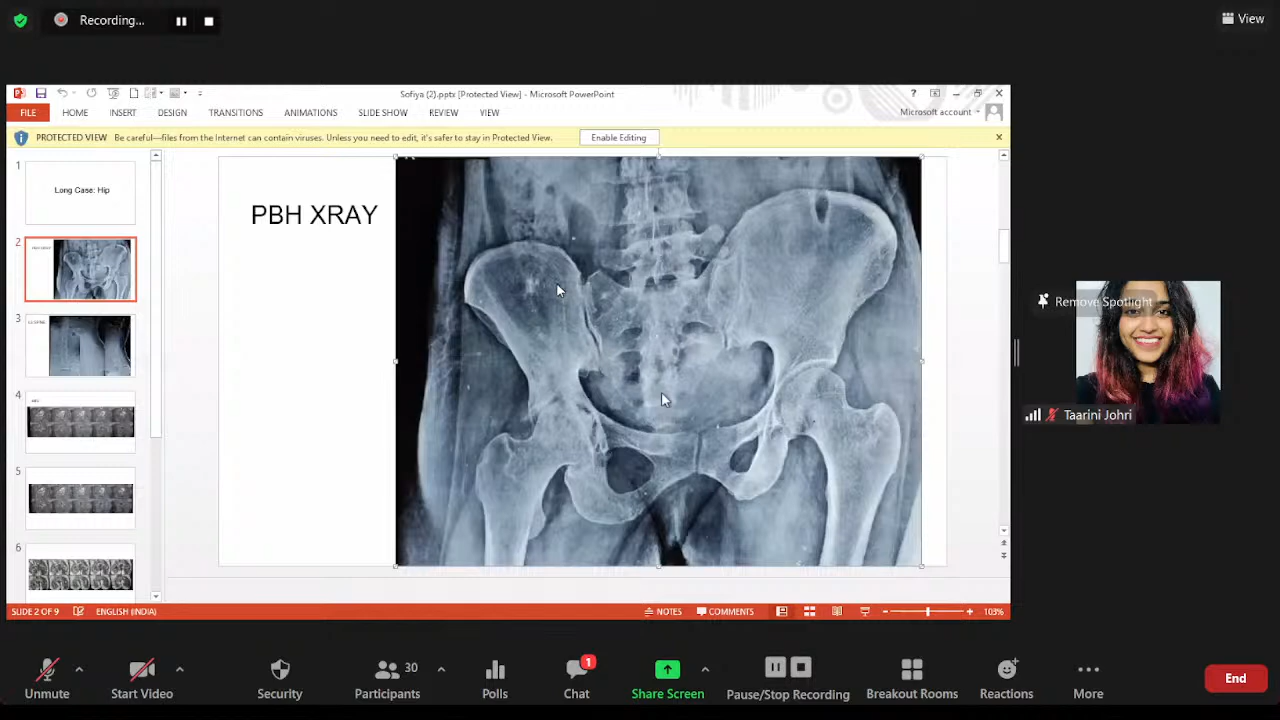 Recording...
View
Sofiya (2).pptx [Protected View] - Microsoft PowerPoint
FILE HOME INSERT DESIGN TRANSITIONS ANIMATIONS SLIDE SHOW REVIEW VIEW
Microsoft account
PROTECTED VIEW Be careful—files from the Internet can contain viruses. Unless you need to edit, it's safer to stay in Protected View. Enable Editing
1
Long Case: Hip
2
3
4
5
6
PBH XRAY
Remove Spotlight
Taarini Johri
SLIDE 2 OF 9 ENGLISH (INDIA) NOTES COMMENTS 103%
Unmute Start Video Security Participants 30 Polls Chat 1 Share Screen Pause/Stop Recording Breakout Rooms Reactions More End